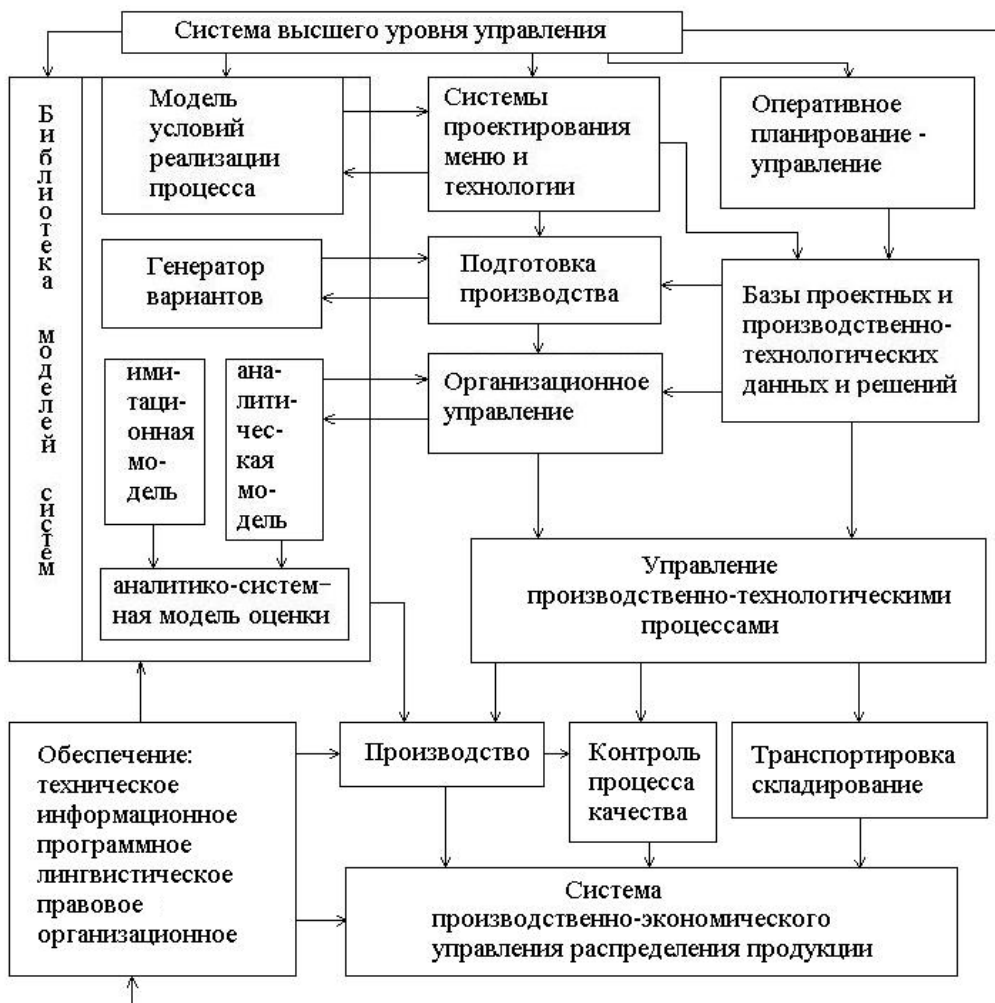 Система высшего уровня управления
Библиотека моделей систем
Модель
условий
реализации
процесса
Системы
проектирования
меню и
технологии
Оперативное
планирование -
управление
Генератор
вариантов
Подготовка
производства
Базы проектных и
производственно-
технологических
данных и решений
ими-
таци-
онная
мо-
дель
ана-
лити-
чес-
кая
мо-
дель
Организационное
управление
аналитико-систем-
ная модель оценки
Управление
производственно-технологическими
процессами
Обеспечение:
техническое
информационное
программное
лингвистическое
правовое
организационное
Производство
Контроль
процесса
качества
Транспортировка
складирование
Система
производственно-экономического
управления распределения продукции